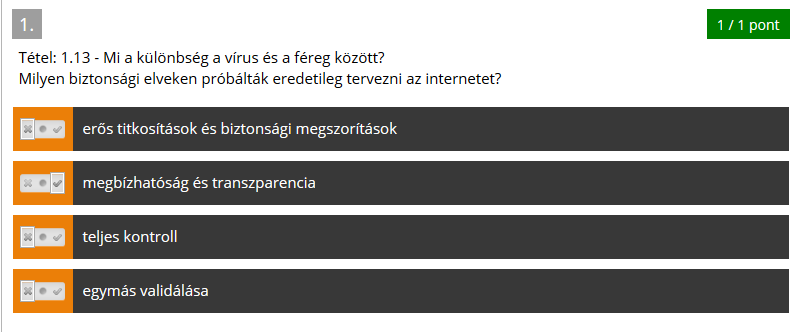 1.
1 / 1 pont
Tétel: 1.13 - Mi a különbség a vírus és a féreg között?
Milyen biztonsági elveken próbálták eredetileg tervezni az internetet?
erős titkosítások és biztonsági megszorítások
megbízhatóság és transzparencia
teljes kontroll
egymás validálása